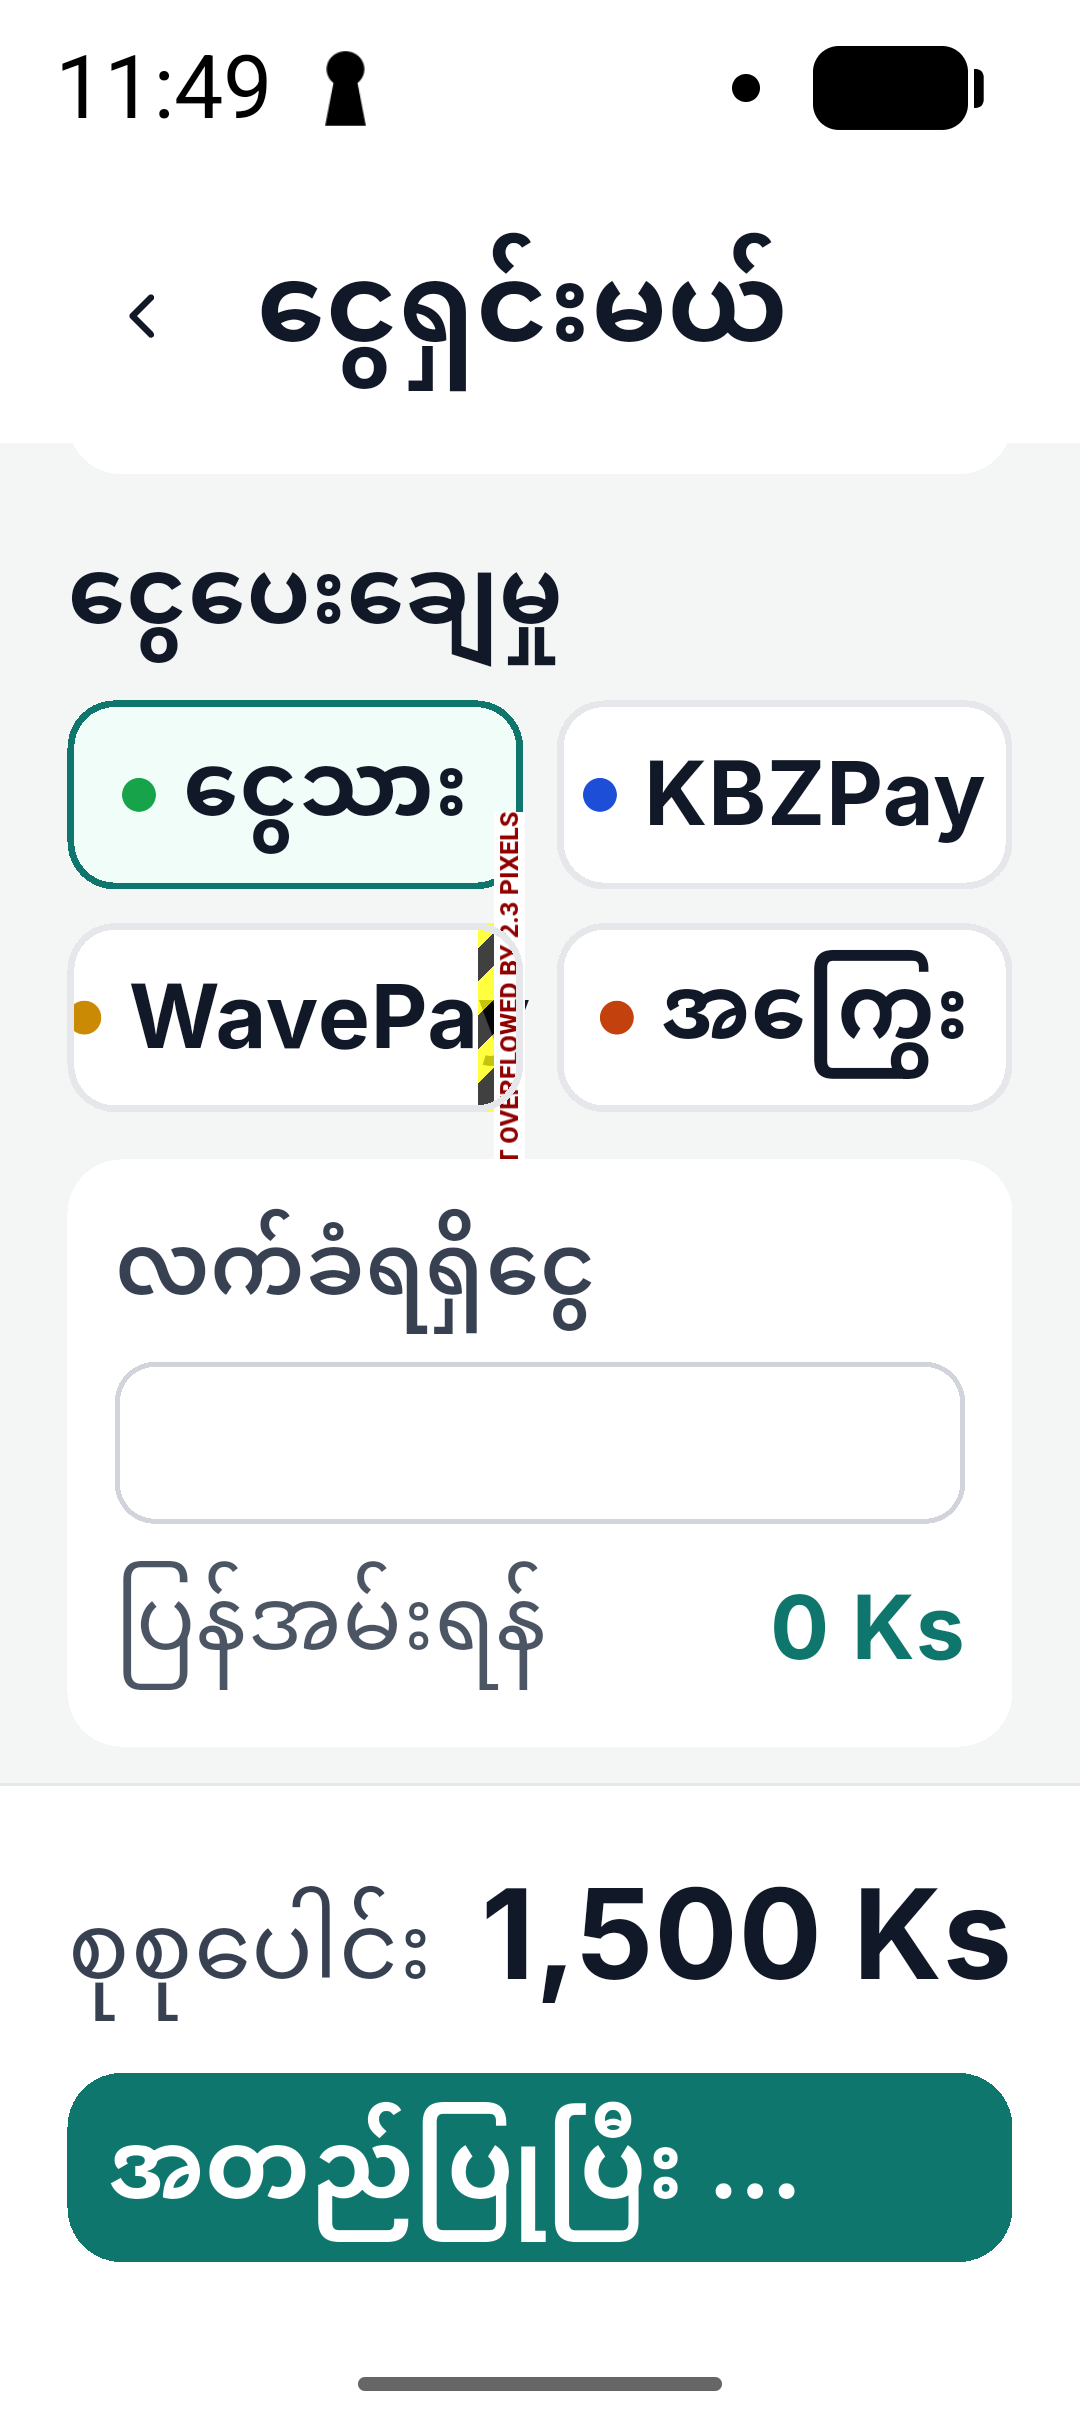 11:49
ငွေရှင်းမယ်
ငွေပေးချေမှု
ငွေသား
KBZPay
WavePay
အကြွေး
T OVERFLOWED BY 2.3 PIXELS
လက်ခံရရှိငွေ
ပြန်အမ်းရန်
0 Ks
စုစုပေါင်း
1,500 Ks
အတည်ပြုပြီး ...